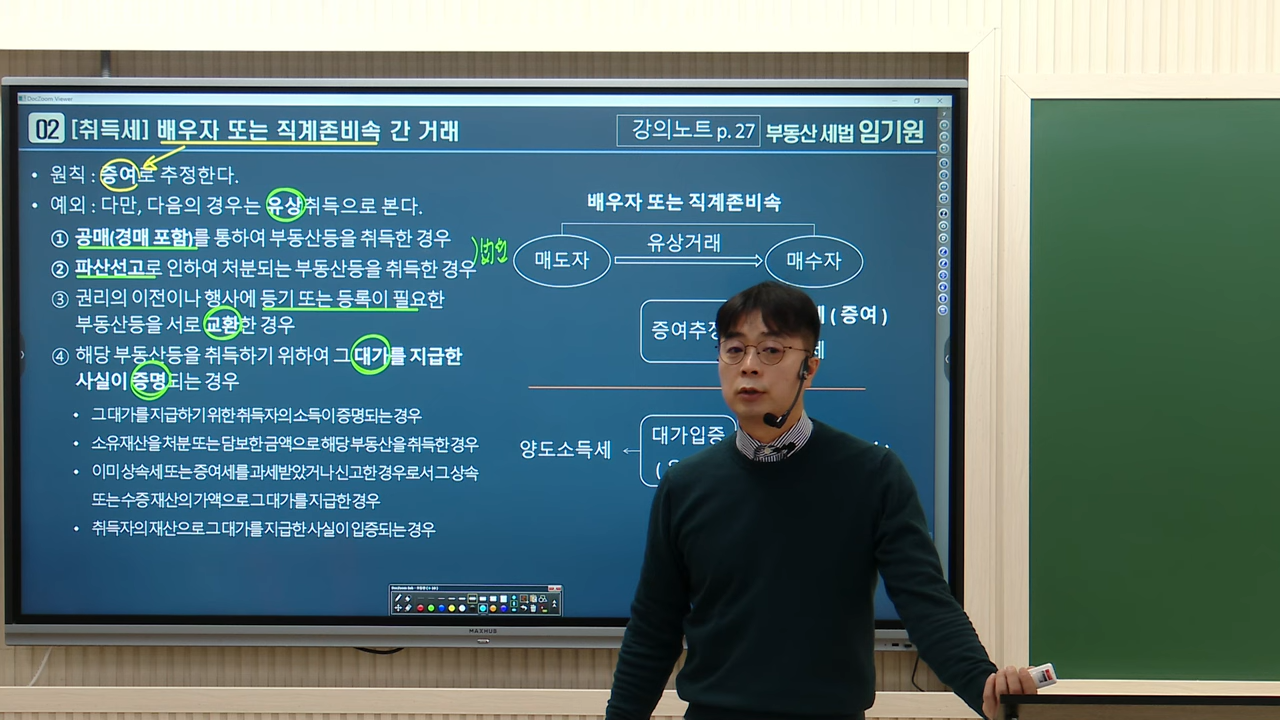 DocZoom Viewer
02 [취득세] 배우자 또는 직계존비속 간 거래
강의노트 p. 27
부동산 세법 임기원
• 원칙 : 증여로 추정한다.
• 예외 : 다만, 다음의 경우는 유상취득으로 본다.
① 공매(경매 포함)를 통하여 부동산등을 취득한 경우
② 파산선고로 인하여 처분되는 부동산등을 취득한 경우
③ 권리의 이전이나 행사에 등기 또는 등록이 필요한
부동산등을 서로 교환한 경우
④ 해당 부동산등을 취득하기 위하여 그 대가를 지급한
사실이 증명되는 경우
• 그 대가를 지급하기 위한 취득자의 소득이 증명되는 경우
• 소유재산을 처분 또는 담보한 금액으로 해당 부동산을 취득한 경우
• 이미 상속세 또는 증여세를 과세받았거나 신고한 경우로서 그 상속
또는 수증 재산의 가액으로 그 대가를 지급한 경우
• 취득자의 재산으로 그 대가를 지급한 사실이 입증되는 경우
배우자 또는 직계존비속
매도자
유상거래
매수자
증여추
( 증여 )
양도소득세
대가입증
MAXHUB